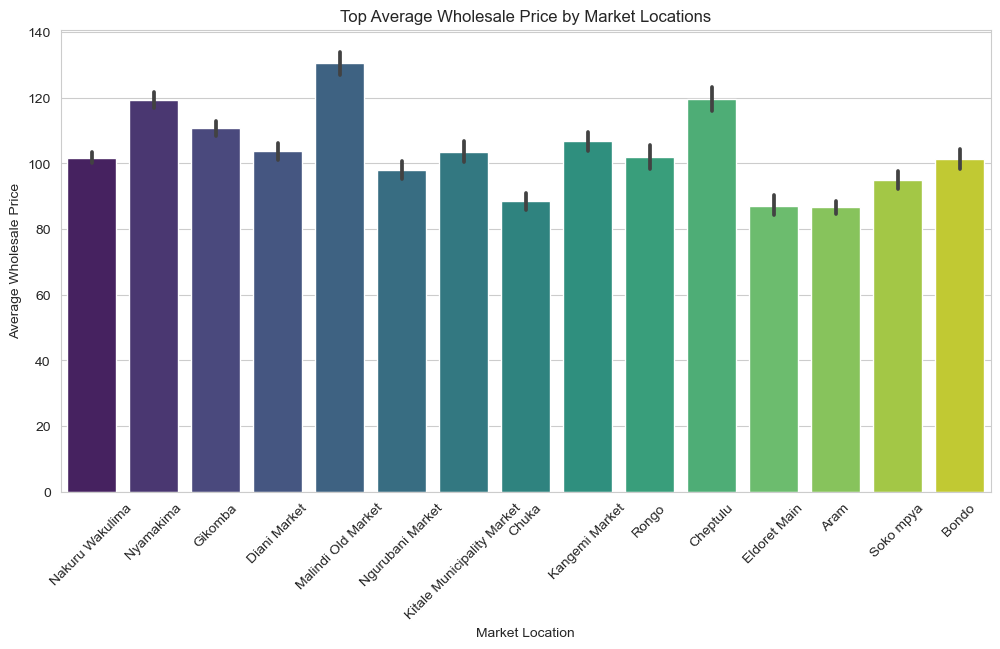 Top Average Wholesale Price by Market Locations
Average Wholesale Price
140
120
100
80
60
40
20
0
Nakuru Wakulima
Nyamakima
Gikomba
Diani Market
Malindi Old Market
Ngurubani Market
Kitale Municipality Market
Chuka
Kangemi Market
Rongo
Cheptulu
Eldoret Main
Aram
Soko mpya
Bondo
Market Location